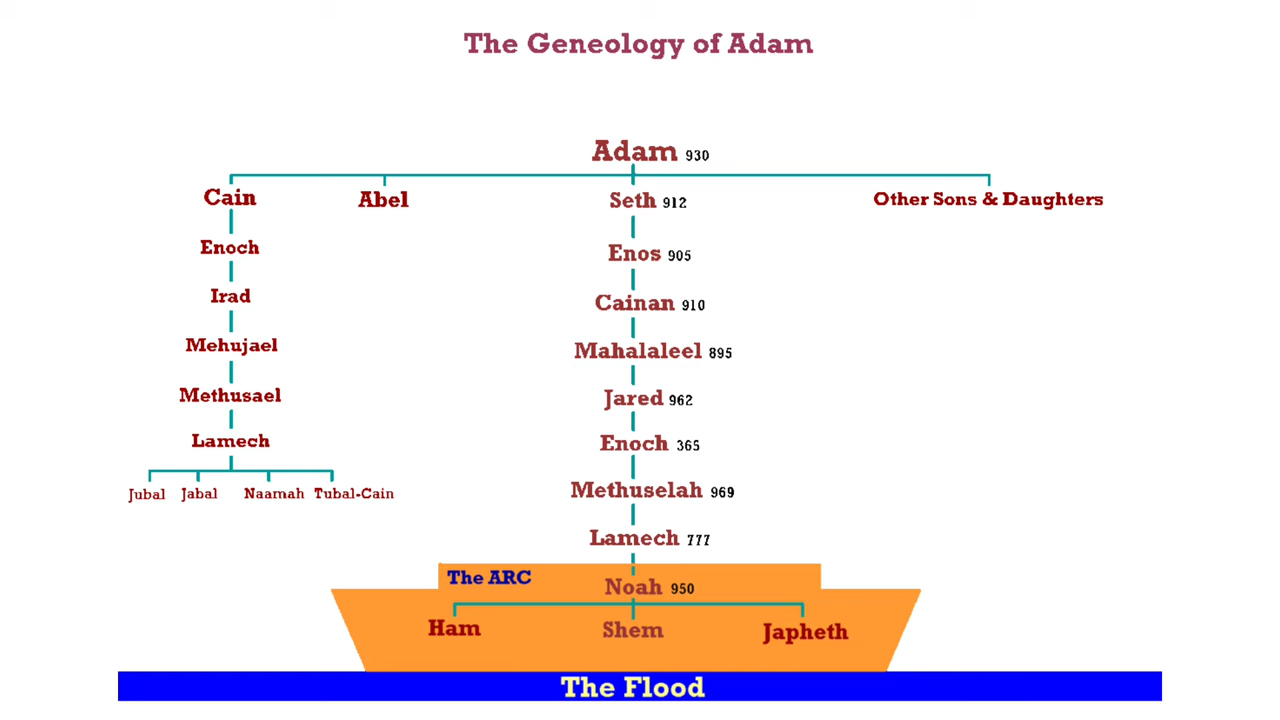 The Geneology of Adam
Adam 930
Cain Abel Seth 912 Other Sons & Daughters
Enoch Enos 905
Irad Cainan 910
Mehujael Mahalaleel 895
Methusael Jared 962
Lamech Enoch 365
Jubal Jabal Naamah Tubal-Cain Methuselah 969
Lamech 777
The ARC Noah 950
Ham Shem Japheth
The Flood